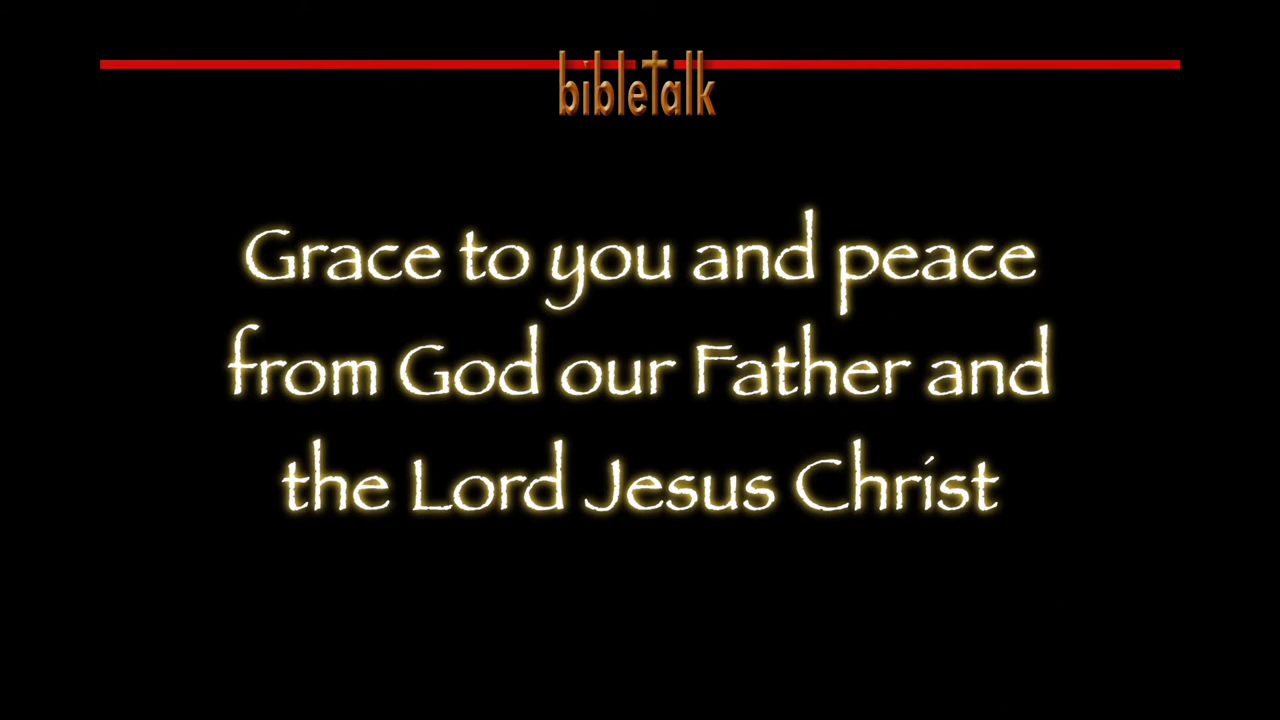 bibleTalk
Grace to you and peace
from God our Father and
the Lord Jesus Christ